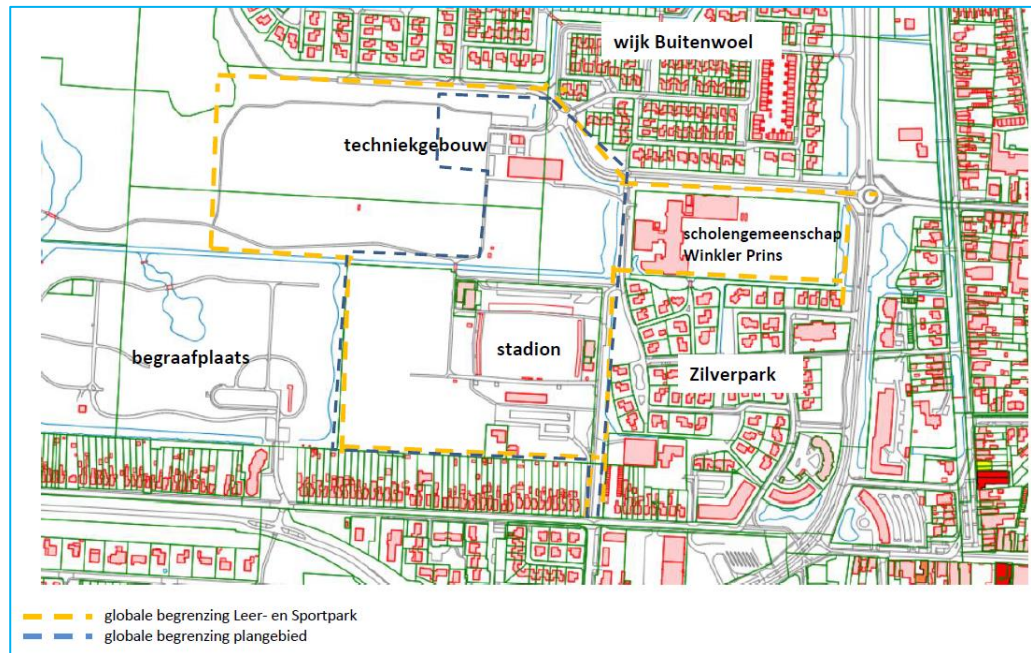 wijk Buitenwoel
techniekgebouw
scholengemeenschap
Winkler Prins
begraafplaats
stadion
Zilverpark
globale begrenzing Leer- en Sportpark
globale begrenzing plangebied